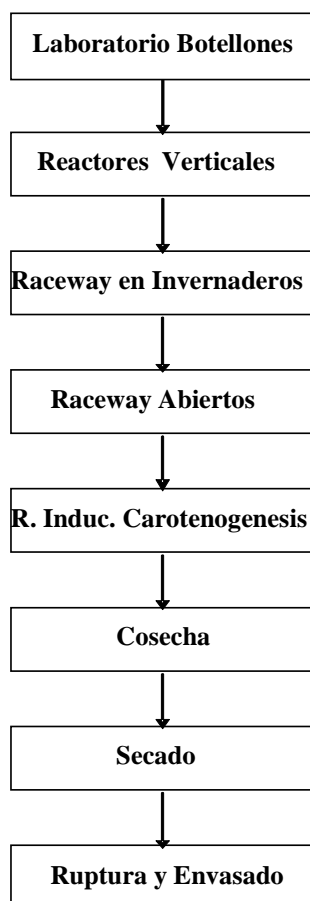 Laboratorio Botellones
Reactores Verticales
Raceway en Invernaderos
Raceway Abiertos
R. Induc. Carotenogenesis
Cosecha
Secado
Ruptura y Envasado